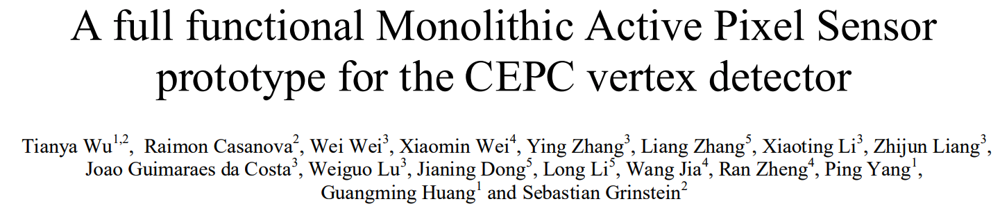 A full functional Monolithic Active Pixel Sensor
prototype for the CEPC vertex detector
Tianya Wu1,2, Raimon Casanova2, Wei Wei3, Xiaomin Wei4, Ying Zhang3, Liang Zhang5, Xiaoting Li3, Zhijun Liang3,
Joao Guimaraes da Costa3, Weiguo Lu3, Jianing Dong5, Long Li5, Wang Jia4, Ran Zheng4, Ping Yang1,
Guangming Huang1 and Sebastian Grinstein2